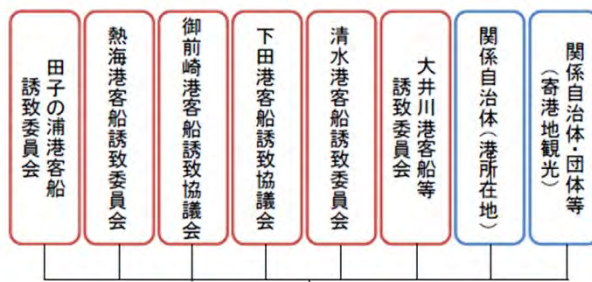 田子の浦港客船
誘致委員会
熱海港客船誘致委員会
御前崎港客船誘致協議会
下田港客船誘致協議会
清水港客船誘致委員会
大井川港客船等
誘致委員会
関係自治体（港所在地）
関係自治体・団体等
（寄港地観光）